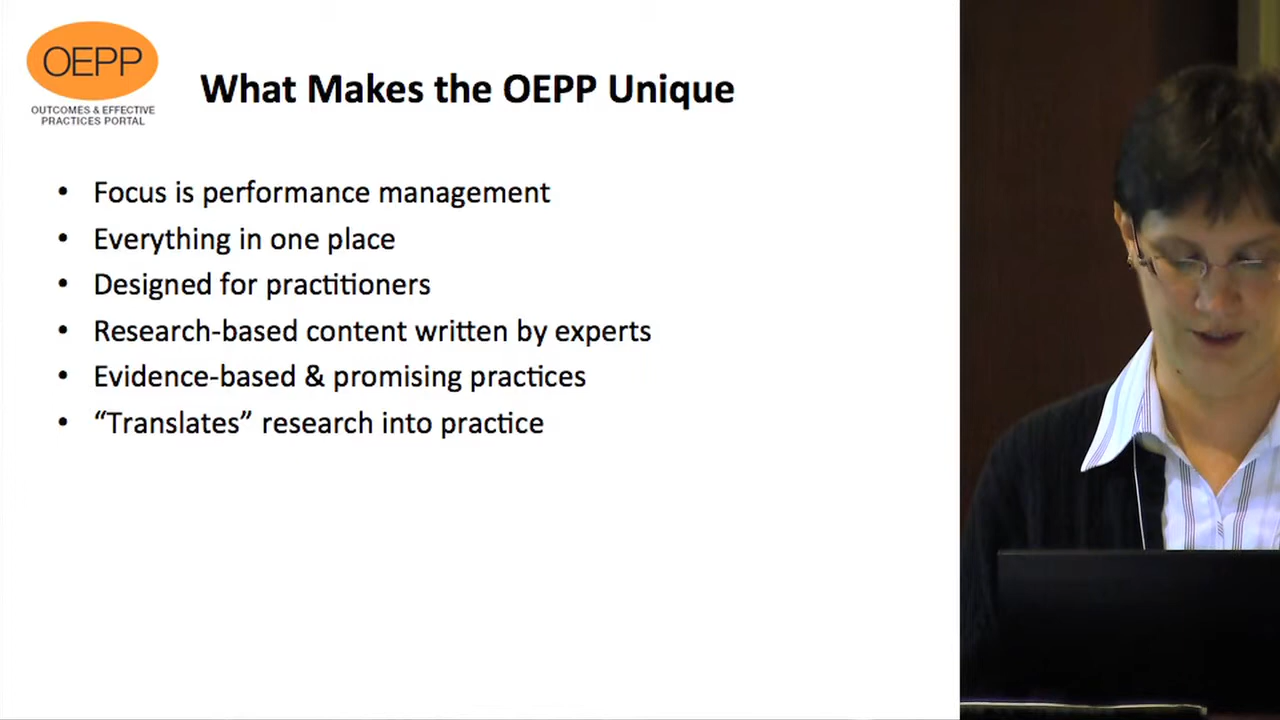 OEPP
OUTCOMES & EFFECTIVE
PRACTICES PORTAL
What Makes the OEPP Unique
• Focus is performance management
• Everything in one place
• Designed for practitioners
• Research-based content written by experts
• Evidence-based & promising practices
• “Translates” research into practice